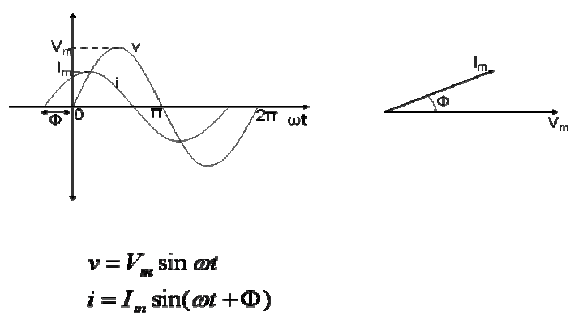 Vm
v
Im
i
Φ
0
π
2π
ωt
Im
Φ
Vm
v = Vm sin ωt
i = Im sin(ωt + Φ)